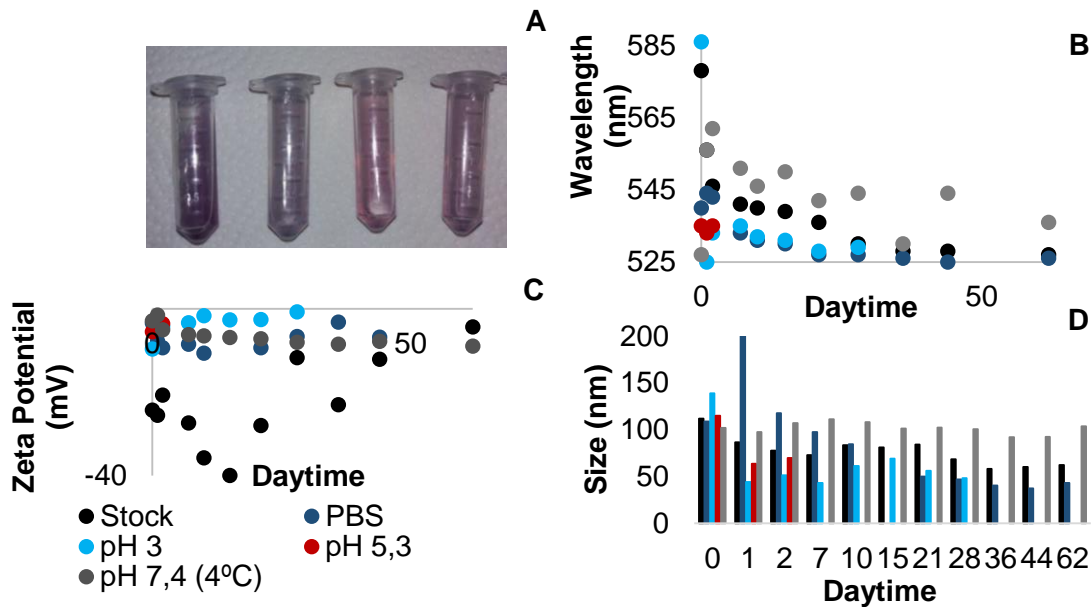 A
B
Wavelength
(nm)
585
565
545
525
0
50
Daytime
C
Zeta Potential
(mV)
0
50
-40
Daytime
Stock
PBS
pH 3
pH 5,3
pH 7,4 (4ºC)
D
Size (nm)
200
150
100
50
0
0 1 2 7 10 15 21 28 36 44 62
Daytime